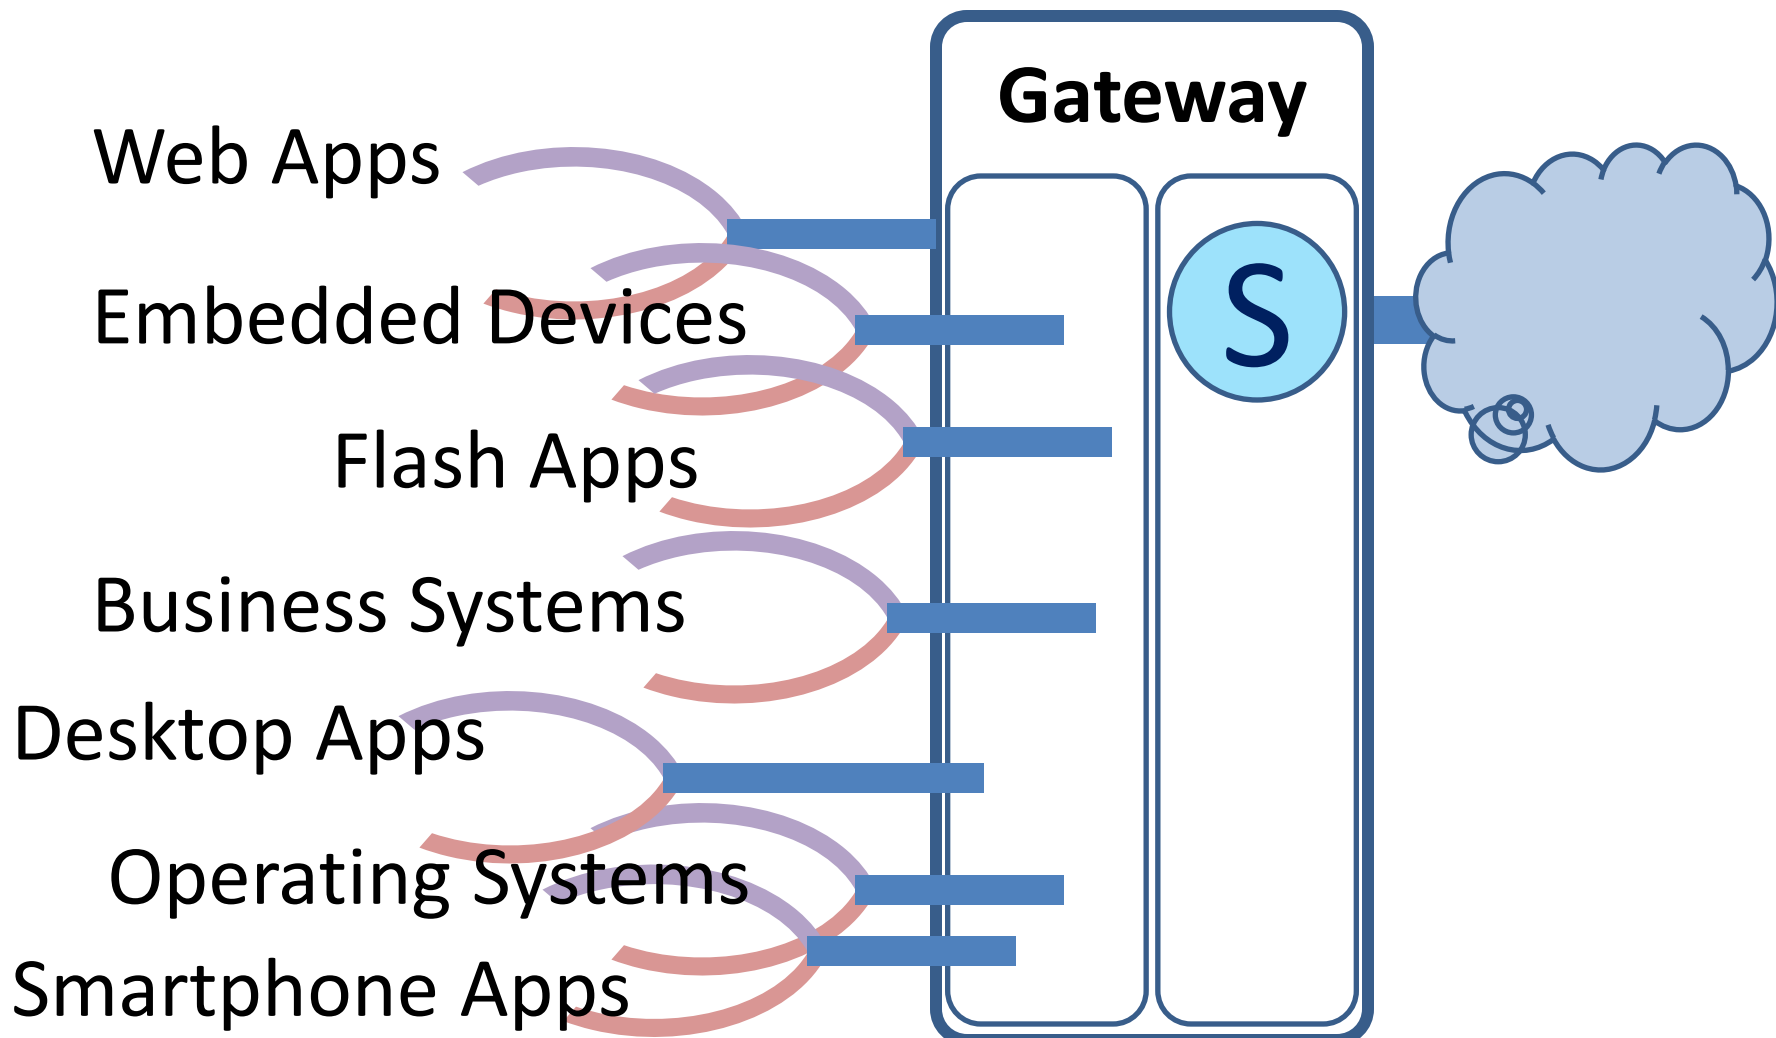 Gateway
Web Apps
S
Embedded Devices
Flash Apps
Business Systems
Desktop Apps
Operating Systems
Smartphone Apps